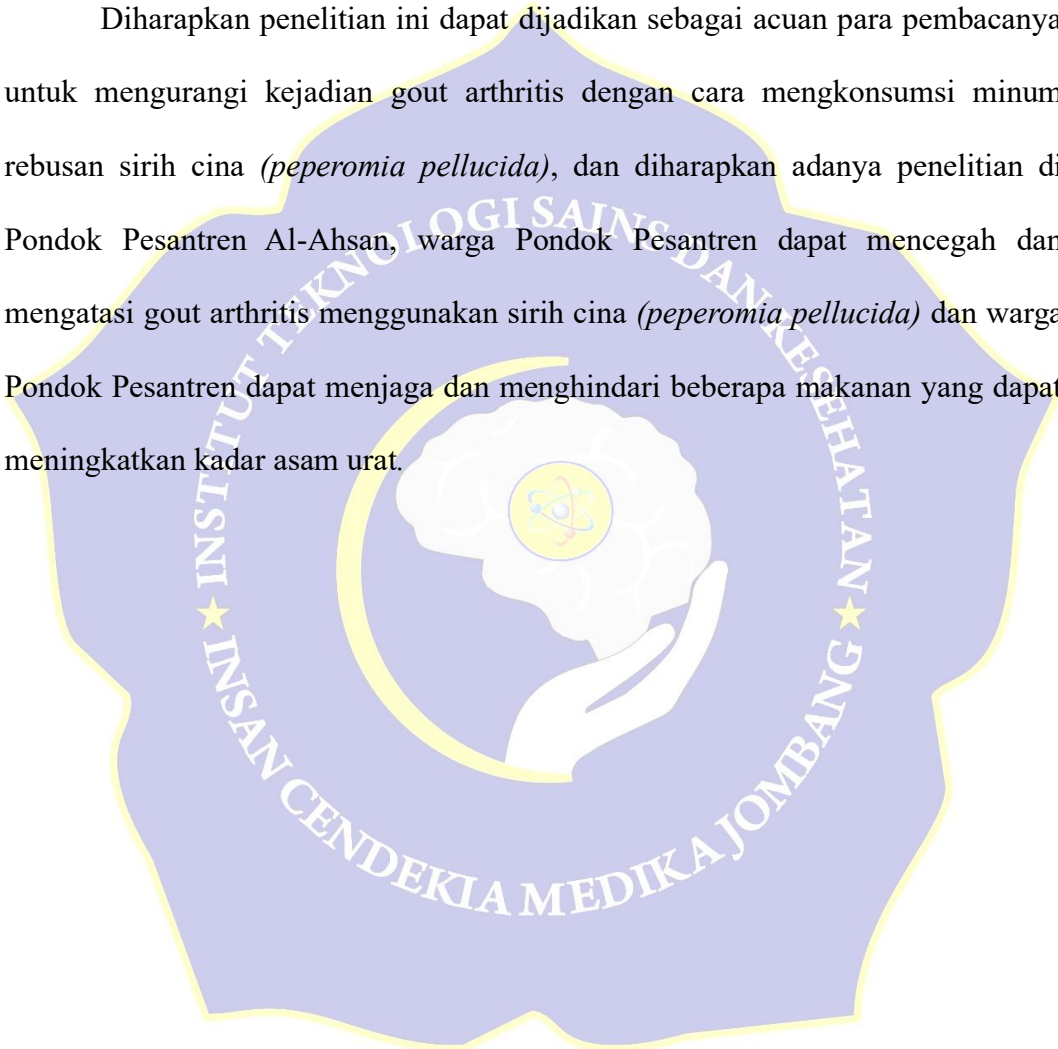 Diharapkan penelitian ini dapat dijadikan sebagai acuan para pembacanya
untuk mengurangi kejadian gout arthritis dengan cara mengkonsumsi minum
rebusan sirih cina (peperomia pellucida), dan diharapkan adanya penelitian di
Pondok Pesantren Al-Ahsan, warga Pondok Pesantren dapat mencegah dan
mengatasi gout arthritis menggunakan sirih cina (peperomia pellucida) dan warga
Pondok Pesantren dapat menjaga dan menghindari beberapa makanan yang dapat
meningkatkan kadar asam urat.
INSTITUT TEKNOLOGI SAINS DAN KESEHATAN
INSAN CENDEKIA MEDIKA JOMBANG